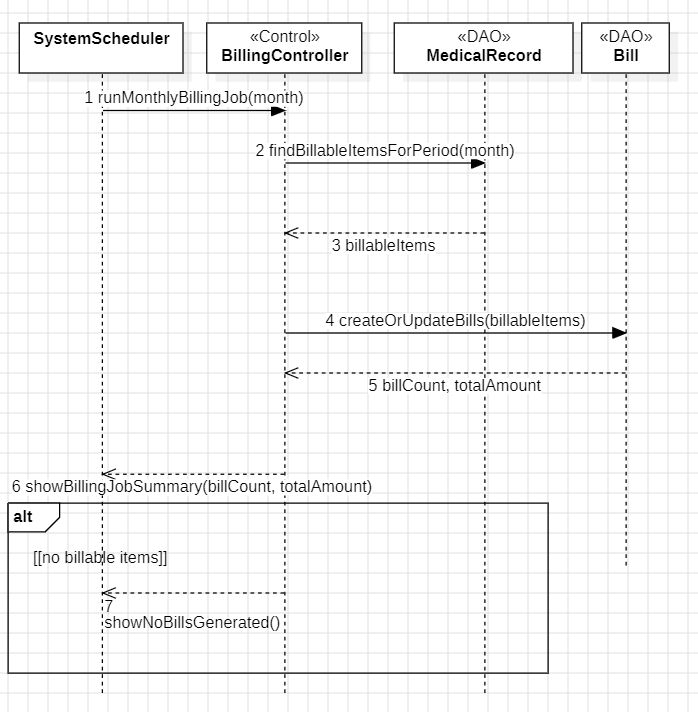 SystemScheduler
«Control»
BillingController
«DAO»
MedicalRecord
«DAO»
Bill
1 runMonthlyBillingJob(month)
2 findBillableItemsForPeriod(month)
3 billableItems
4 createOrUpdateBills(billableItems)
5 billCount, totalAmount
6 showBillingJobSummary(billCount, totalAmount)
alt
[[no billable items]]
7
showNoBillsGenerated()